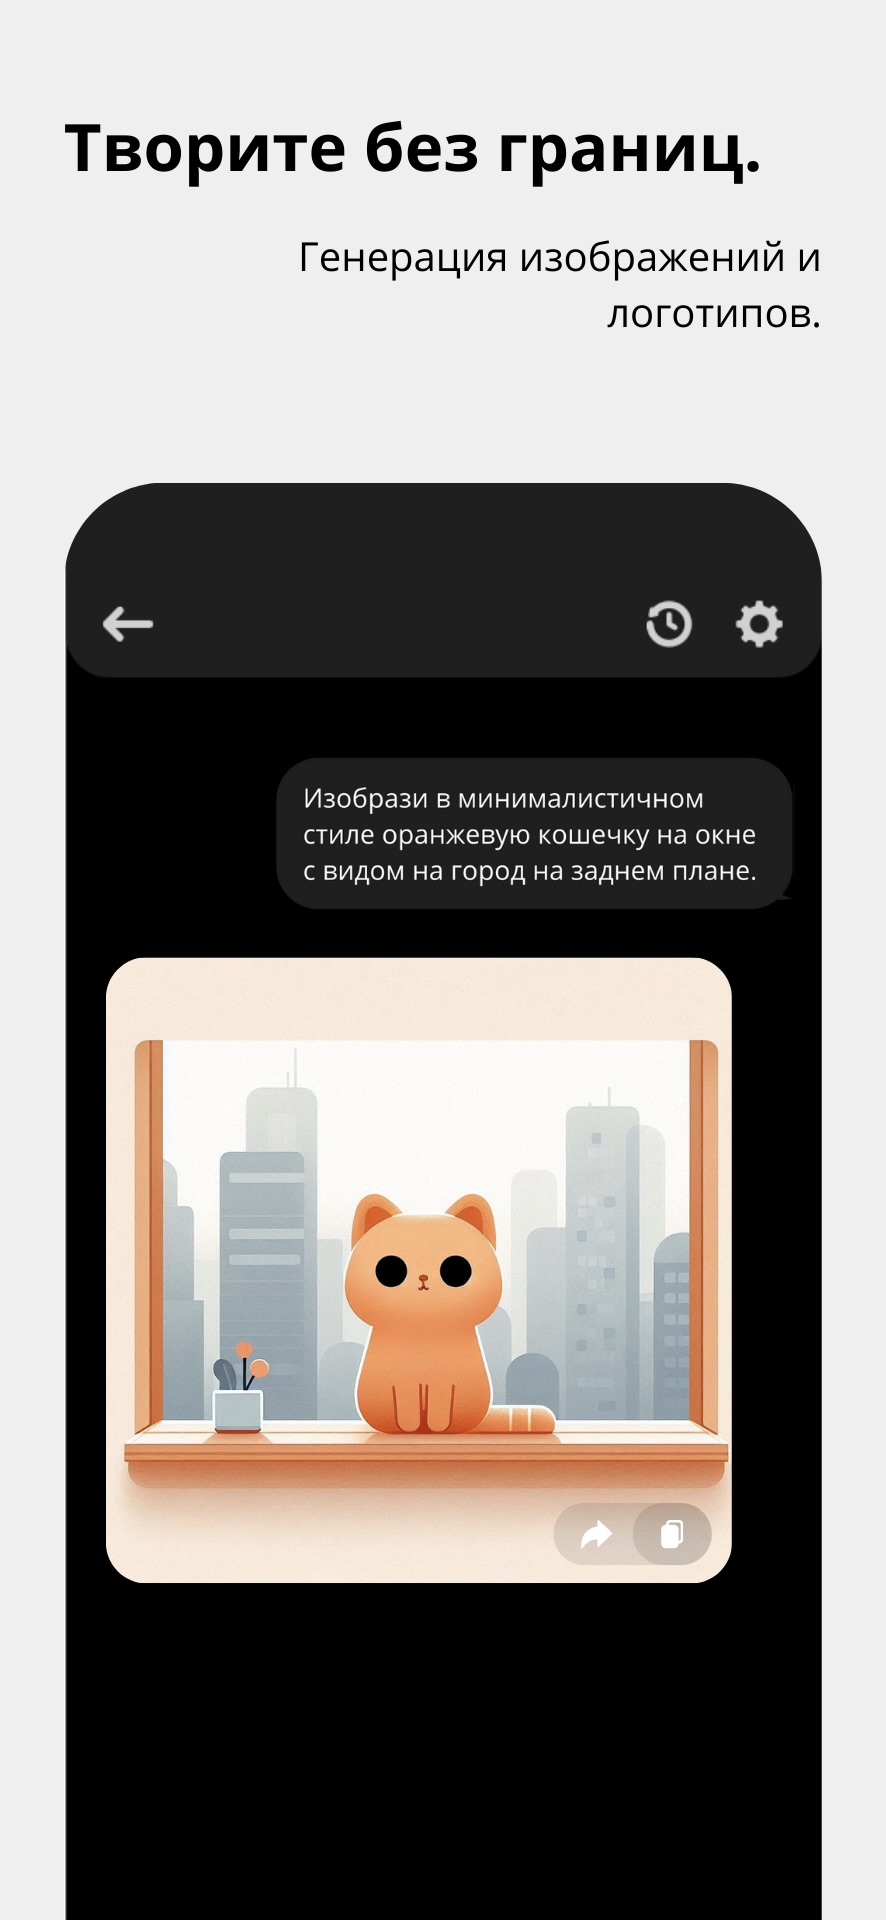 Творите без границ.
Генерация изображений и
логотипов.
Изобрази в минималистичном
стиле оранжевую кошечку на окне
с видом на город на заднем плане.